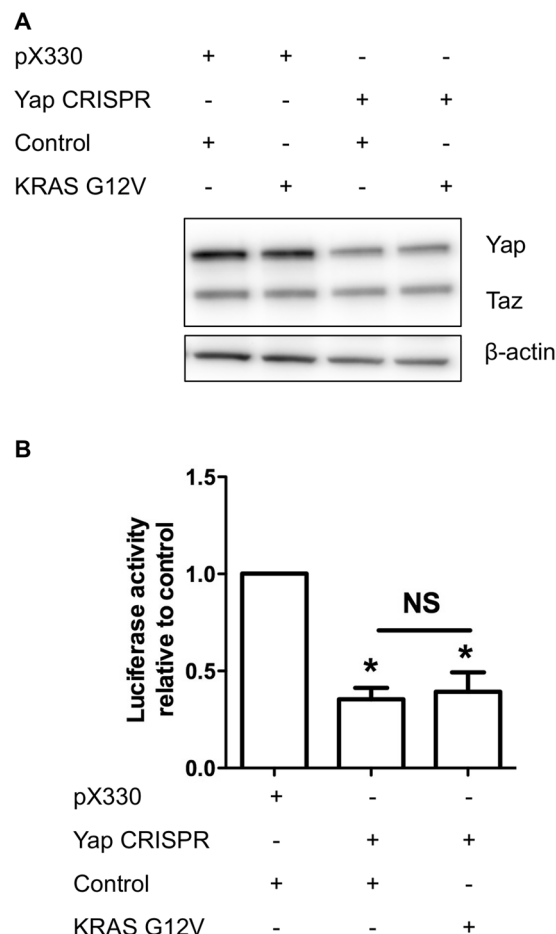 A
pX330 + + - -
Yap CRISPR - - + +
Control + - + -
KRAS G12V - + - +
Yap
Taz
β-actin
B
Luciferase activity
relative to control
1.5
1.0
0.5
0.0
NS
* *
pX330 + - -
Yap CRISPR - + +
Control + + -
KRAS G12V - - +